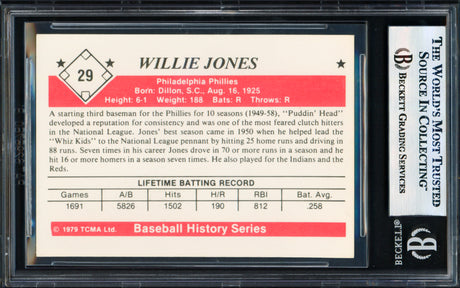 29
WILLIE JONES
Philadelphia Phillies
Born: Dillon, S.C., Aug. 16, 1925
Height: 6-1 Weight: 188 Bats: R Throws: R
A starting third baseman for the Phillies for 10 seasons (1949-58), "Puddin' Head"
developed a reputation for consistency and was one of the most feared clutch hitters
in the National League. Jones' best season came in 1950 when he helped lead the
"Whiz Kids" to the National League pennant by hitting 25 home runs and driving in
88 runs. Seven times in his career Jones drove in 70 or more runs in a season and he
hit 16 or more homers in a season seven times. He also played for the Indians and the
Reds.
LIFETIME BATTING RECORD
Games A/B Hits H/R RBI Bat. Avg.
1691 5826 1502 190 812 .258
© 1979 TCMA Ltd. Baseball History Series
THE WORLD'S MOST TRUSTED
SOURCE IN COLLECTING
B
BECKETT GRADING SERVICES
BECKETT
B